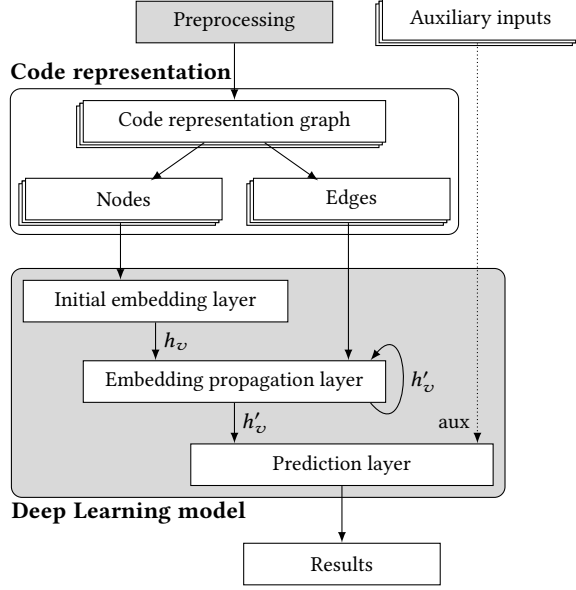 Preprocessing
Auxiliary inputs
Code representation
Code representation graph
Nodes
Edges
Initial embedding layer
h_v
Embedding propagation layer
h′_v
h′_v
aux
Prediction layer
Deep Learning model
Results